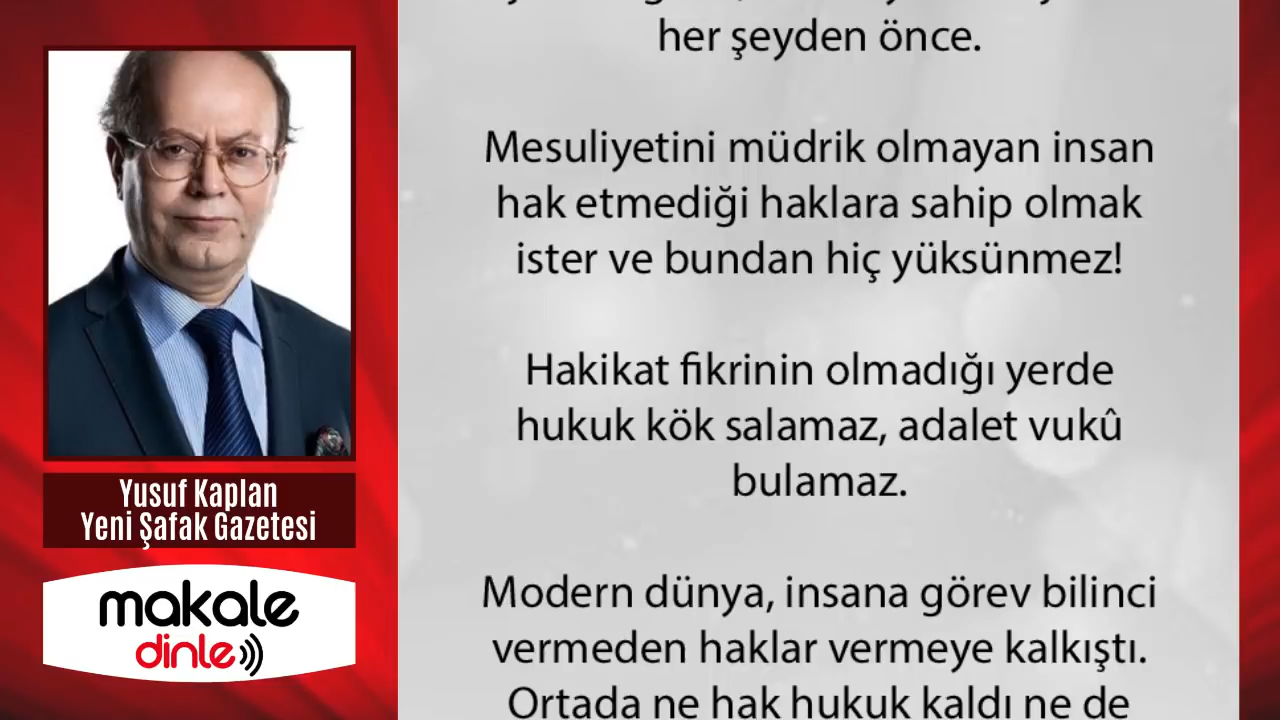 her şeyden önce.
Mesuliyetini müdrik olmayan insan
hak etmediği haklara sahip olmak
ister ve bundan hiç yüksünmez!
Hakikat fikrinin olmadığı yerde
hukuk kök salamaz, adalet vukû
bulamaz.
Modern dünya, insana görev bilinci
vermeden haklar vermeye kalkıştı.
Ortada ne hak hukuk kaldı ne de
Yusuf Kaplan
Yeni Şafak Gazetesi
makale
dinle